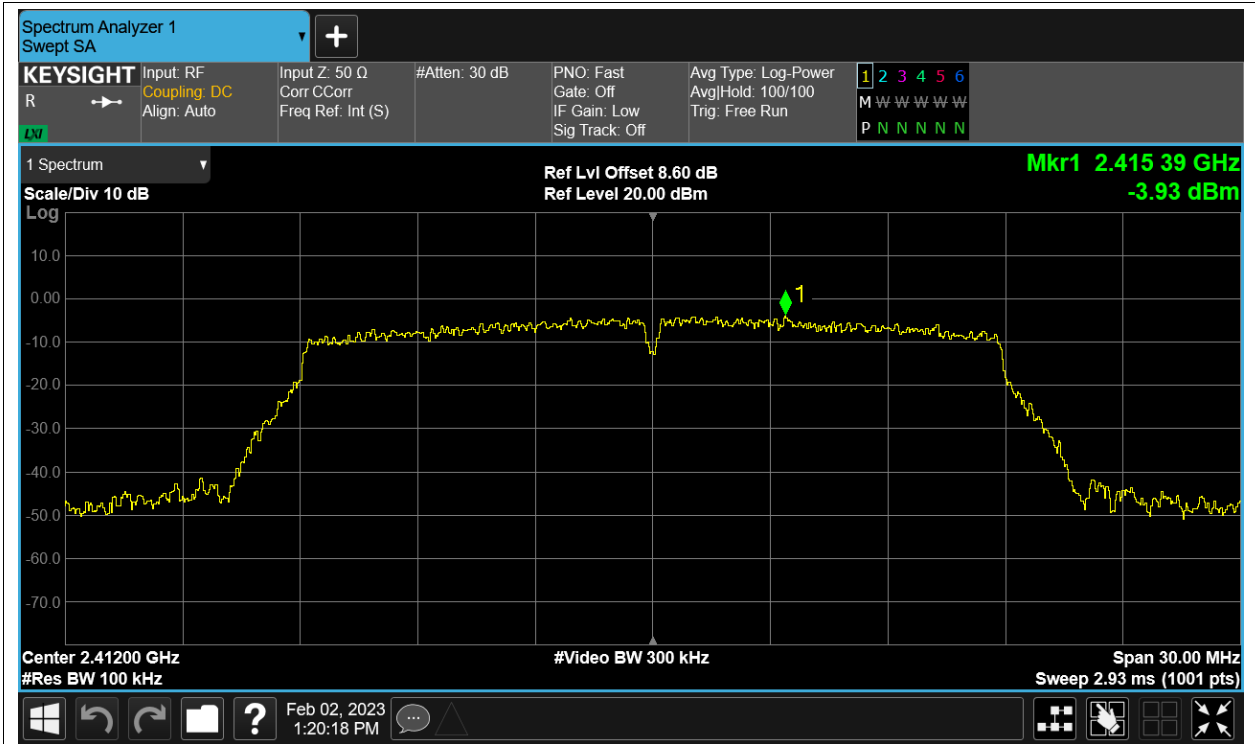 Spectrum Analyzer 1
Swept SA
+
KEYSIGHT
R
LXI
Input: RF
Coupling: DC
Align: Auto
Input Z: 50 Ω
Corr CCorr
Freq Ref: Int (S)
#Atten: 30 dB
PNO: Fast
Gate: Off
IF Gain: Low
Sig Track: Off
Avg Type: Log-Power
Avg|Hold: 100/100
Trig: Free Run
1 2 3 4 5 6
M W W W W W
P N N N N N
1 Spectrum
Scale/Div 10 dB
Log
Ref Lvl Offset 8.60 dB
Ref Level 20.00 dBm
Mkr1 2.415 39 GHz
-3.93 dBm
10.0
0.00
-10.0
-20.0
-30.0
-40.0
-50.0
-60.0
-70.0
1
Center 2.41200 GHz
#Res BW 100 kHz
#Video BW 300 kHz
Span 30.00 MHz
Sweep 2.93 ms (1001 pts)
?
Feb 02, 2023
1:20:18 PM